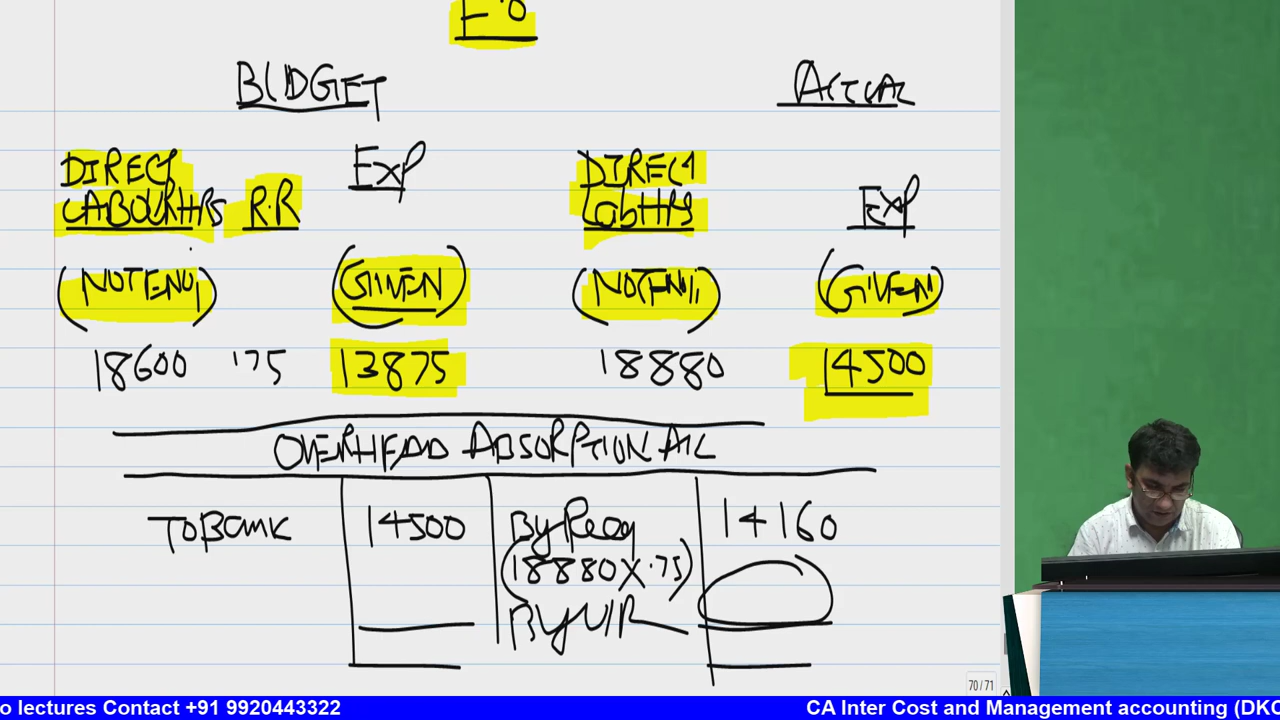 F.O
BUDGET
ACTUAL
DIRECT LABOUR HRS
R.R
EXP
DIRECT Lab HRS
EXP
(NOTE NO 1)
(GIVEN)
(NOTE NO 1)
(GIVEN)
18600 .75 13875 18880 14500
OVERHEAD ABSORPTION A/C
To Bank 14500 By Recy 14160
(18880 X .75)
By U/R
70/71
o lectures Contact +91 9920443322
CA Inter Cost and Management accounting (DKC